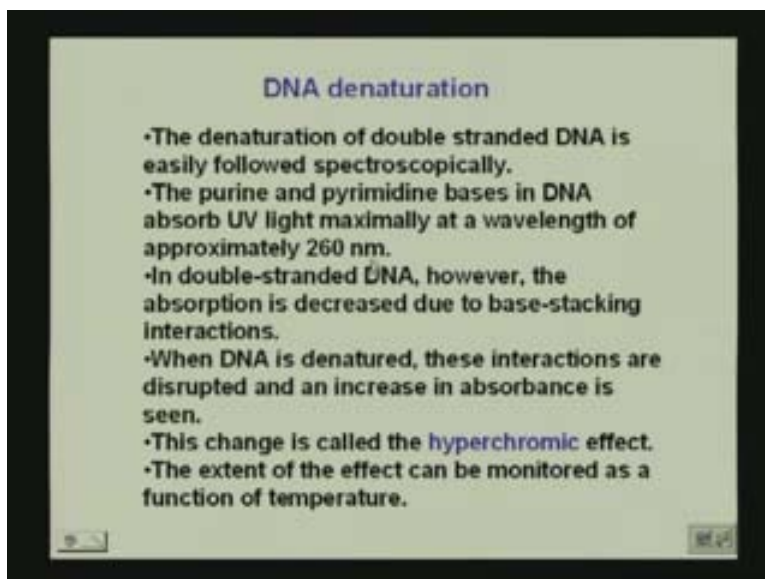 DNA denaturation
•The denaturation of double stranded DNA is
easily followed spectroscopically.
•The purine and pyrimidine bases in DNA
absorb UV light maximally at a wavelength of
approximately 260 nm.
•In double-stranded DNA, however, the
absorption is decreased due to base-stacking
interactions.
•When DNA is denatured, these interactions are
disrupted and an increase in absorbance is
seen.
•This change is called the hyperchromic effect.
•The extent of the effect can be monitored as a
function of temperature.